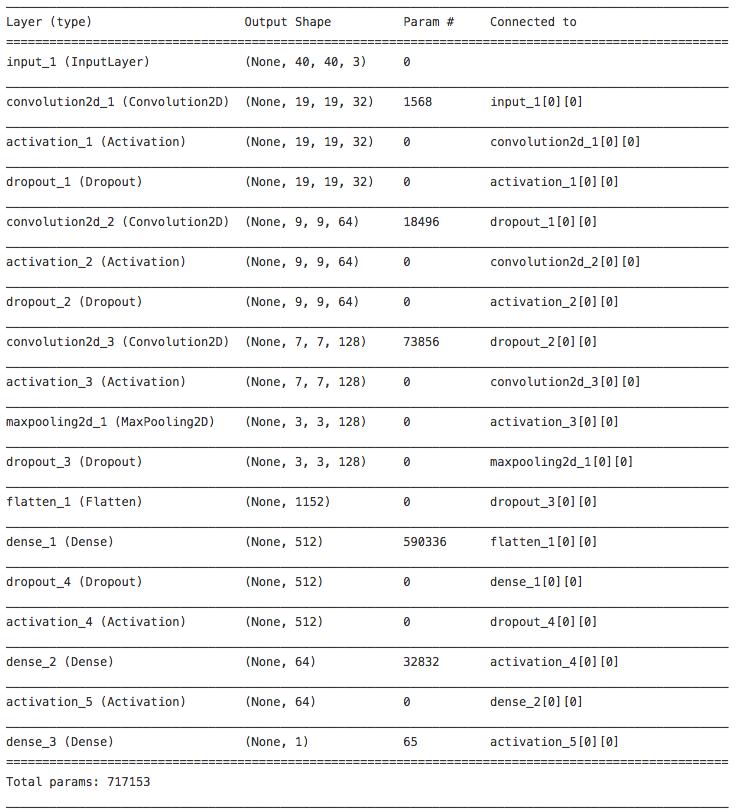 Layer (type) Output Shape Param # Connected to
input_1 (InputLayer) (None, 40, 40, 3) 0
convolution2d_1 (Convolution2D) (None, 19, 19, 32) 1568 input_1[0][0]
activation_1 (Activation) (None, 19, 19, 32) 0 convolution2d_1[0][0]
dropout_1 (Dropout) (None, 19, 19, 32) 0 activation_1[0][0]
convolution2d_2 (Convolution2D) (None, 9, 9, 64) 18496 dropout_1[0][0]
activation_2 (Activation) (None, 9, 9, 64) 0 convolution2d_2[0][0]
dropout_2 (Dropout) (None, 9, 9, 64) 0 activation_2[0][0]
convolution2d_3 (Convolution2D) (None, 7, 7, 128) 73856 dropout_2[0][0]
activation_3 (Activation) (None, 7, 7, 128) 0 convolution2d_3[0][0]
maxpooling2d_1 (MaxPooling2D) (None, 3, 3, 128) 0 activation_3[0][0]
dropout_3 (Dropout) (None, 3, 3, 128) 0 maxpooling2d_1[0][0]
flatten_1 (Flatten) (None, 1152) 0 dropout_3[0][0]
dense_1 (Dense) (None, 512) 590336 flatten_1[0][0]
dropout_4 (Dropout) (None, 512) 0 dense_1[0][0]
activation_4 (Activation) (None, 512) 0 dropout_4[0][0]
dense_2 (Dense) (None, 64) 32832 activation_4[0][0]
activation_5 (Activation) (None, 64) 0 dense_2[0][0]
dense_3 (Dense) (None, 1) 65 activation_5[0][0]
Total params: 717153